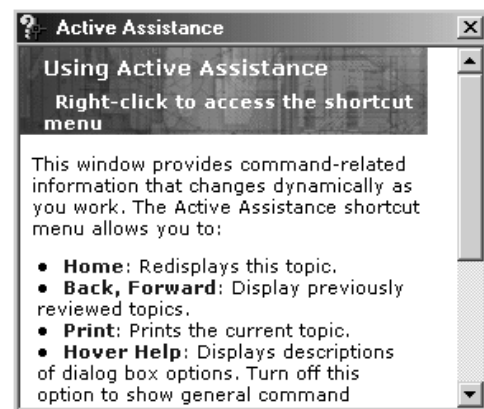 Active Assistance
Using Active Assistance
Right-click to access the shortcut
menu
This window provides command-related
information that changes dynamically as
you work. The Active Assistance shortcut
menu allows you to:
● Home: Redisplays this topic.
● Back, Forward: Display previously
reviewed topics.
● Print: Prints the current topic.
● Hover Help: Displays descriptions
of dialog box options. Turn off this
option to show general command